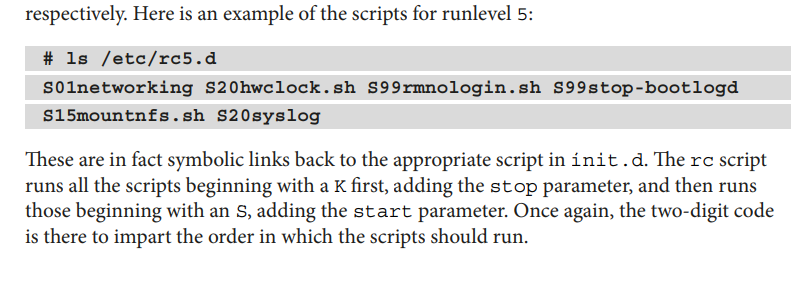 respectively. Here is an example of the scripts for runlevel 5:
# ls /etc/rc5.d
S01networking S20hwclock.sh S99rmnologin.sh S99stop-bootlogd
S15mountnfs.sh S20syslog
These are in fact symbolic links back to the appropriate script in init.d. The rc script
runs all the scripts beginning with a K first, adding the stop parameter, and then runs
those beginning with an S, adding the start parameter. Once again, the two-digit code
is there to impart the order in which the scripts should run.